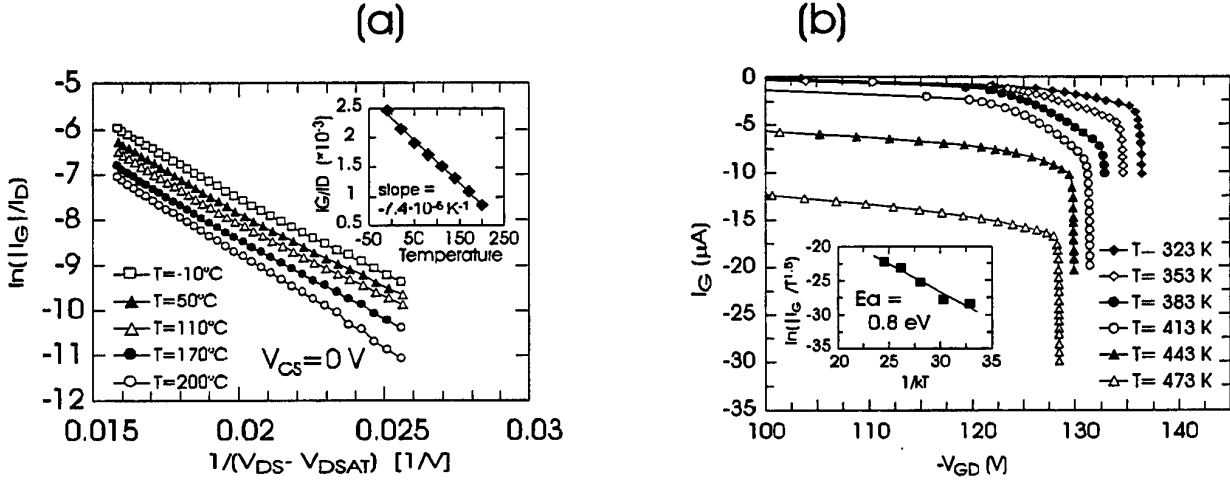 (a)
-5
-6
-7
-8
-9
-10
-11
-12
ln(|IG|/ID)
0.015
0.02
0.025
0.03
1/(VDS- VDSAT) [1/V]
T=-10°C
T=50°C
T=110°C
T=170°C
T=200°C
VCS=0 V
2.5
2
1.5
1
0.5
IG/ID (*10-3)
slope =
-7.4*10-6 K-1
-50
50
150
250
Temperature
(b)
0
-5
-10
-15
-20
-25
-30
-35
IG (µA)
100
110
120
130
140
-VGD (V)
T= 323 K
T= 353 K
T= 383 K
T= 413 K
T= 443 K
T= 473 K
-20
-25
-30
-35
ln(|IG /T1.5)
Ea =
0.8 eV
20
25
30
35
1/kT